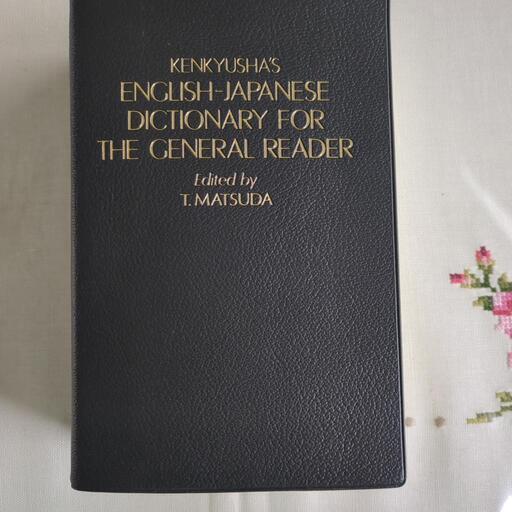 KENKYUSHA'S
ENGLISH-JAPANESE
DICTIONARY FOR
THE GENERAL READER
Edited by
T. MATSUDA